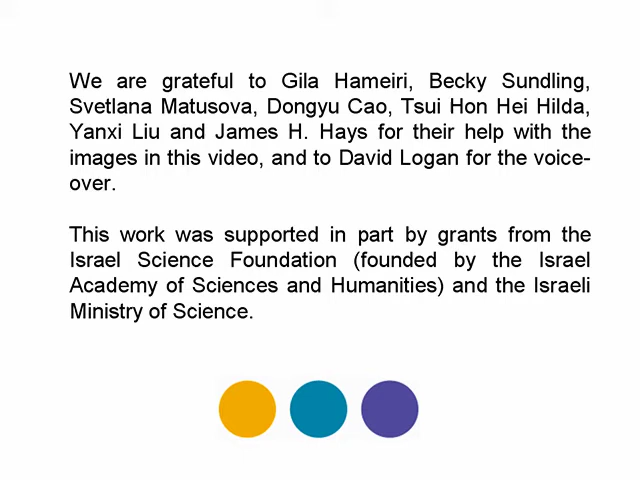 We are grateful to Gila Hameiri, Becky Sundling,
Svetlana Matusova, Dongyu Cao, Tsui Hon Hei Hilda,
Yanxi Liu and James H. Hays for their help with the
images in this video, and to David Logan for the voice-
over.
This work was supported in part by grants from the
Israel Science Foundation (founded by the Israel
Academy of Sciences and Humanities) and the Israeli
Ministry of Science.